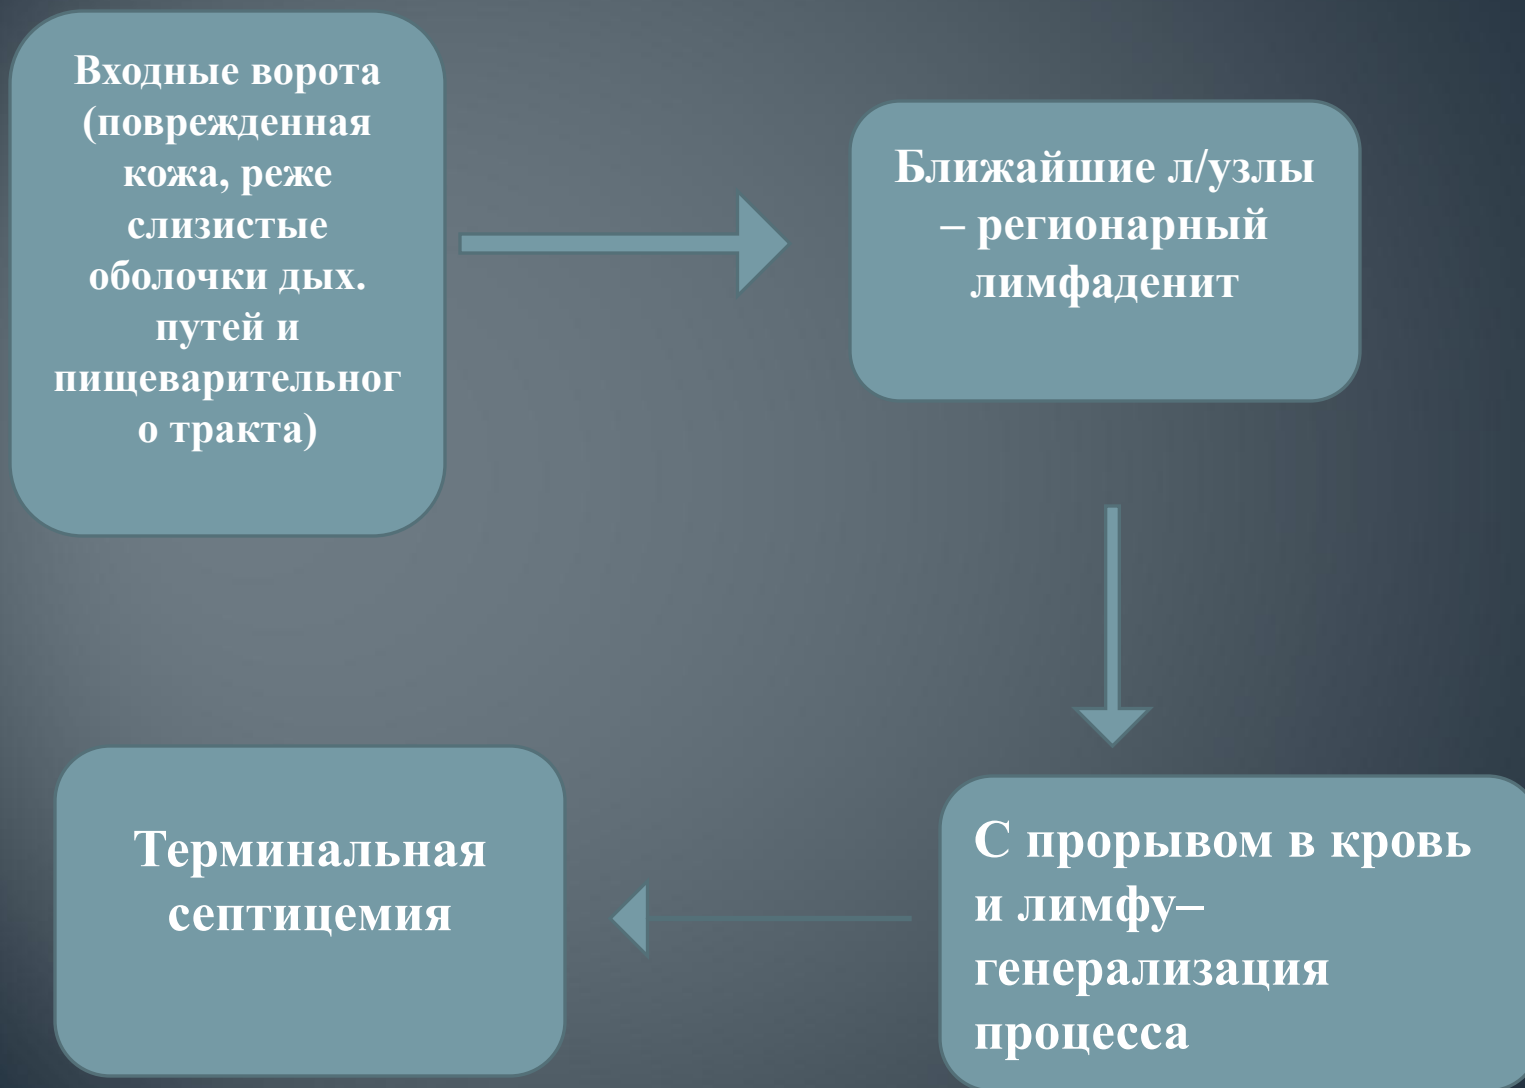 Входные ворота
(поврежденная
кожа, реже
слизистые
оболочки дых.
путей и
пищеварительног
о тракта)
Ближайшие л/узлы
– регионарный
лимфаденит
С прорывом в кровь
и лимфу–
генерализация
процесса
Терминальная
септицемия